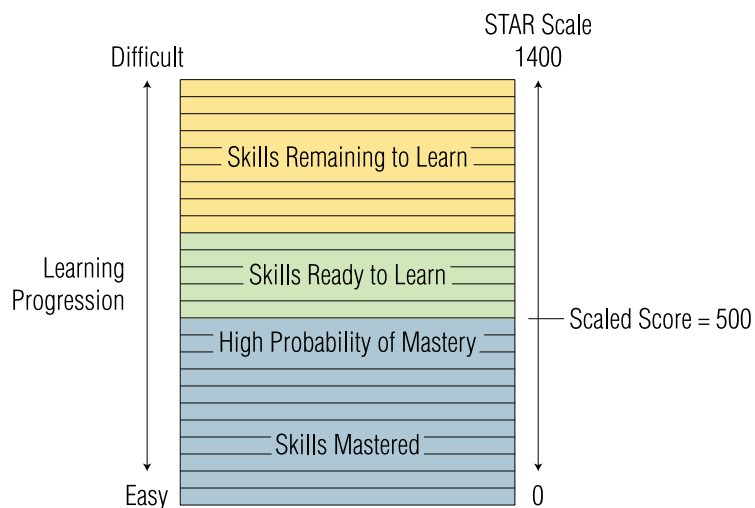 STAR Scale
Difficult
1400
Skills Remaining to Learn
Learning
Progression
Skills Ready to Learn
Scaled Score = 500
High Probability of Mastery
Skills Mastered
Easy
0